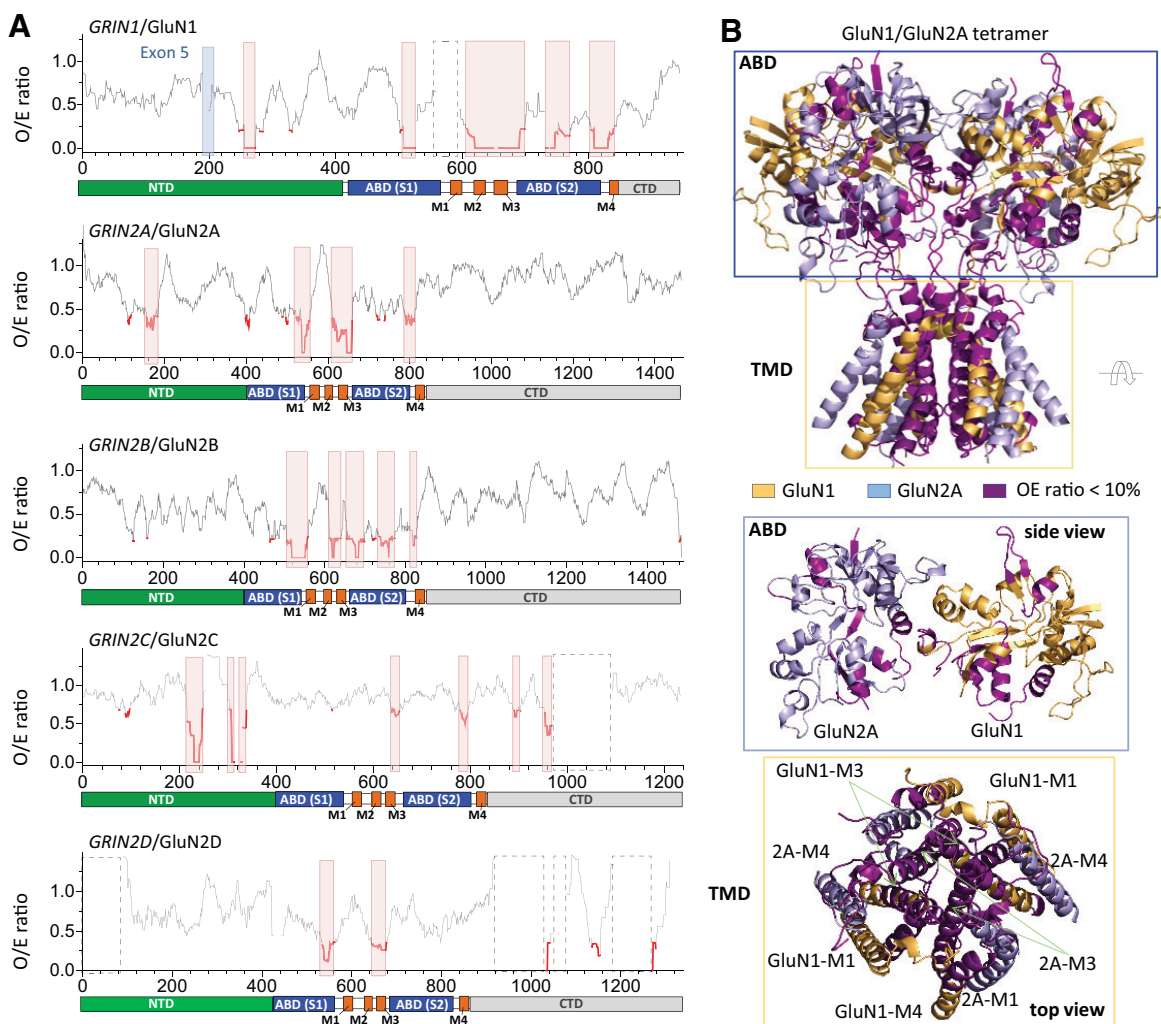 A
GRIN1/GluN1
Exon 5
O/E ratio
1.0
0.5
0.0
0 200 400 600 800
NTD ABD (S1) ABD (S2) CTD
M1 M2 M3 M4
GRIN2A/GluN2A
O/E ratio
1.0
0.5
0.0
0 200 400 600 800 1000 1200 1400
NTD ABD (S1) ABD (S2) CTD
M1 M2 M3 M4
GRIN2B/GluN2B
O/E ratio
1.0
0.5
0.0
0 200 400 600 800 1000 1200 1400
NTD ABD (S1) ABD (S2) CTD
M1 M2 M3 M4
GRIN2C/GluN2C
O/E ratio
1.0
0.5
0.0
0 200 400 600 800 1000 1200
NTD ABD (S1) ABD (S2) CTD
M1 M2 M3 M4
GRIN2D/GluN2D
O/E ratio
1.0
0.5
0.0
0 200 400 600 800 1000 1200
NTD ABD (S1) ABD (S2) CTD
M1 M2 M3 M4
B
GluN1/GluN2A tetramer
ABD
TMD
GluN1 GluN2A OE ratio < 10%
ABD
side view
GluN2A GluN1
GluN1-M3
GluN1-M1
2A-M4
2A-M4
TMD
GluN1-M1
2A-M3
GluN1-M4
2A-M1
top view